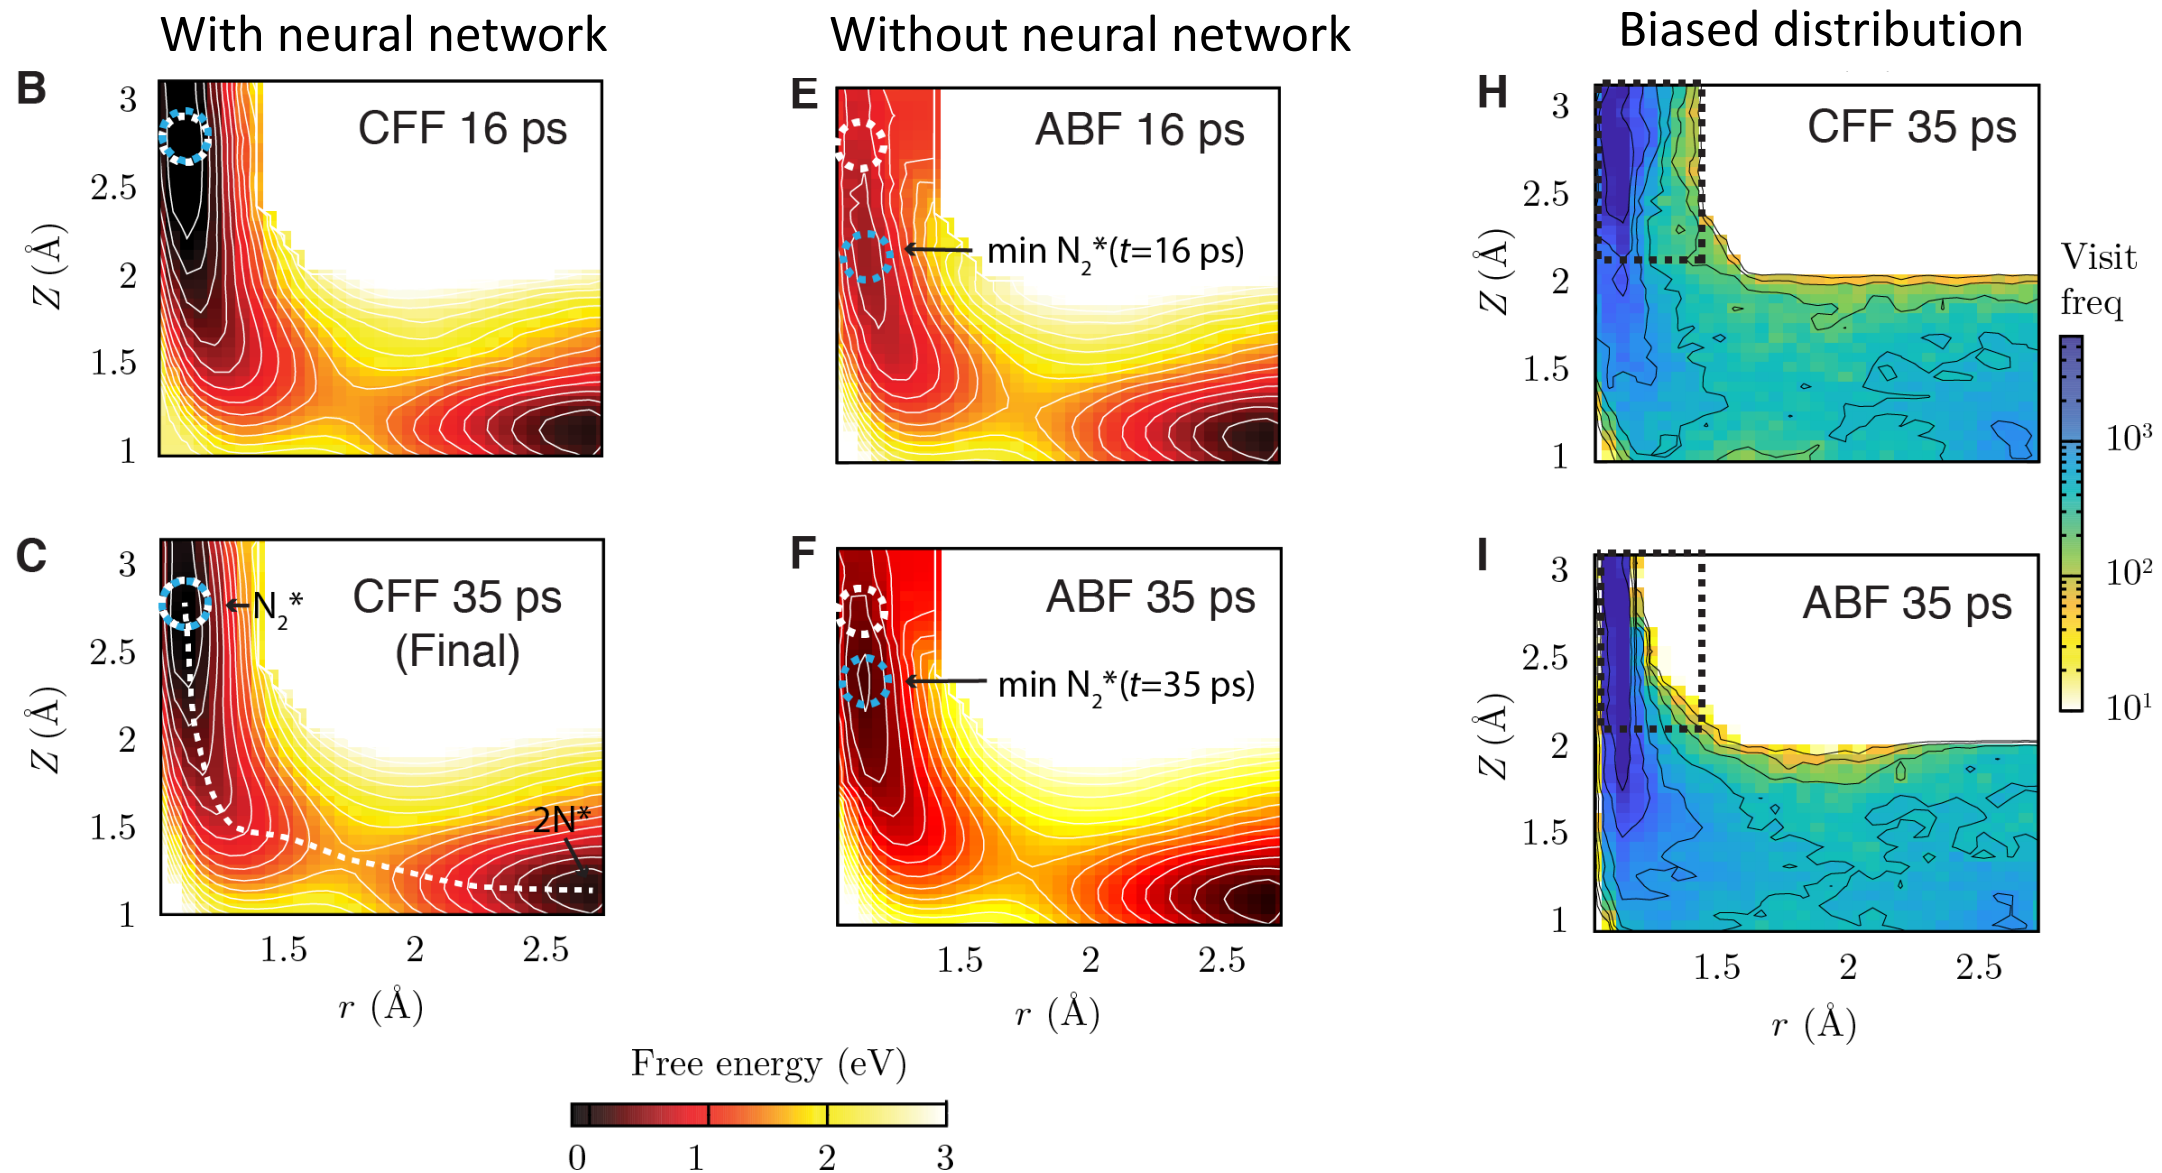 With neural network
Without neural network
Biased distribution
B
CFF 16 ps
3
2.5
2
1.5
1
Z (Å)
E
ABF 16 ps
min N2*(t=16 ps)
H
CFF 35 ps
3
2.5
2
1.5
1
Z (Å)
Visit
freq
10³
10²
10¹
C
CFF 35 ps
(Final)
N2*
2N*
3
2.5
2
1.5
1
Z (Å)
1.5 2 2.5
r (Å)
F
ABF 35 ps
min N2*(t=35 ps)
1.5 2 2.5
r (Å)
I
ABF 35 ps
3
2.5
2
1.5
1
Z (Å)
1.5 2 2.5
r (Å)
Free energy (eV)
0 1 2 3